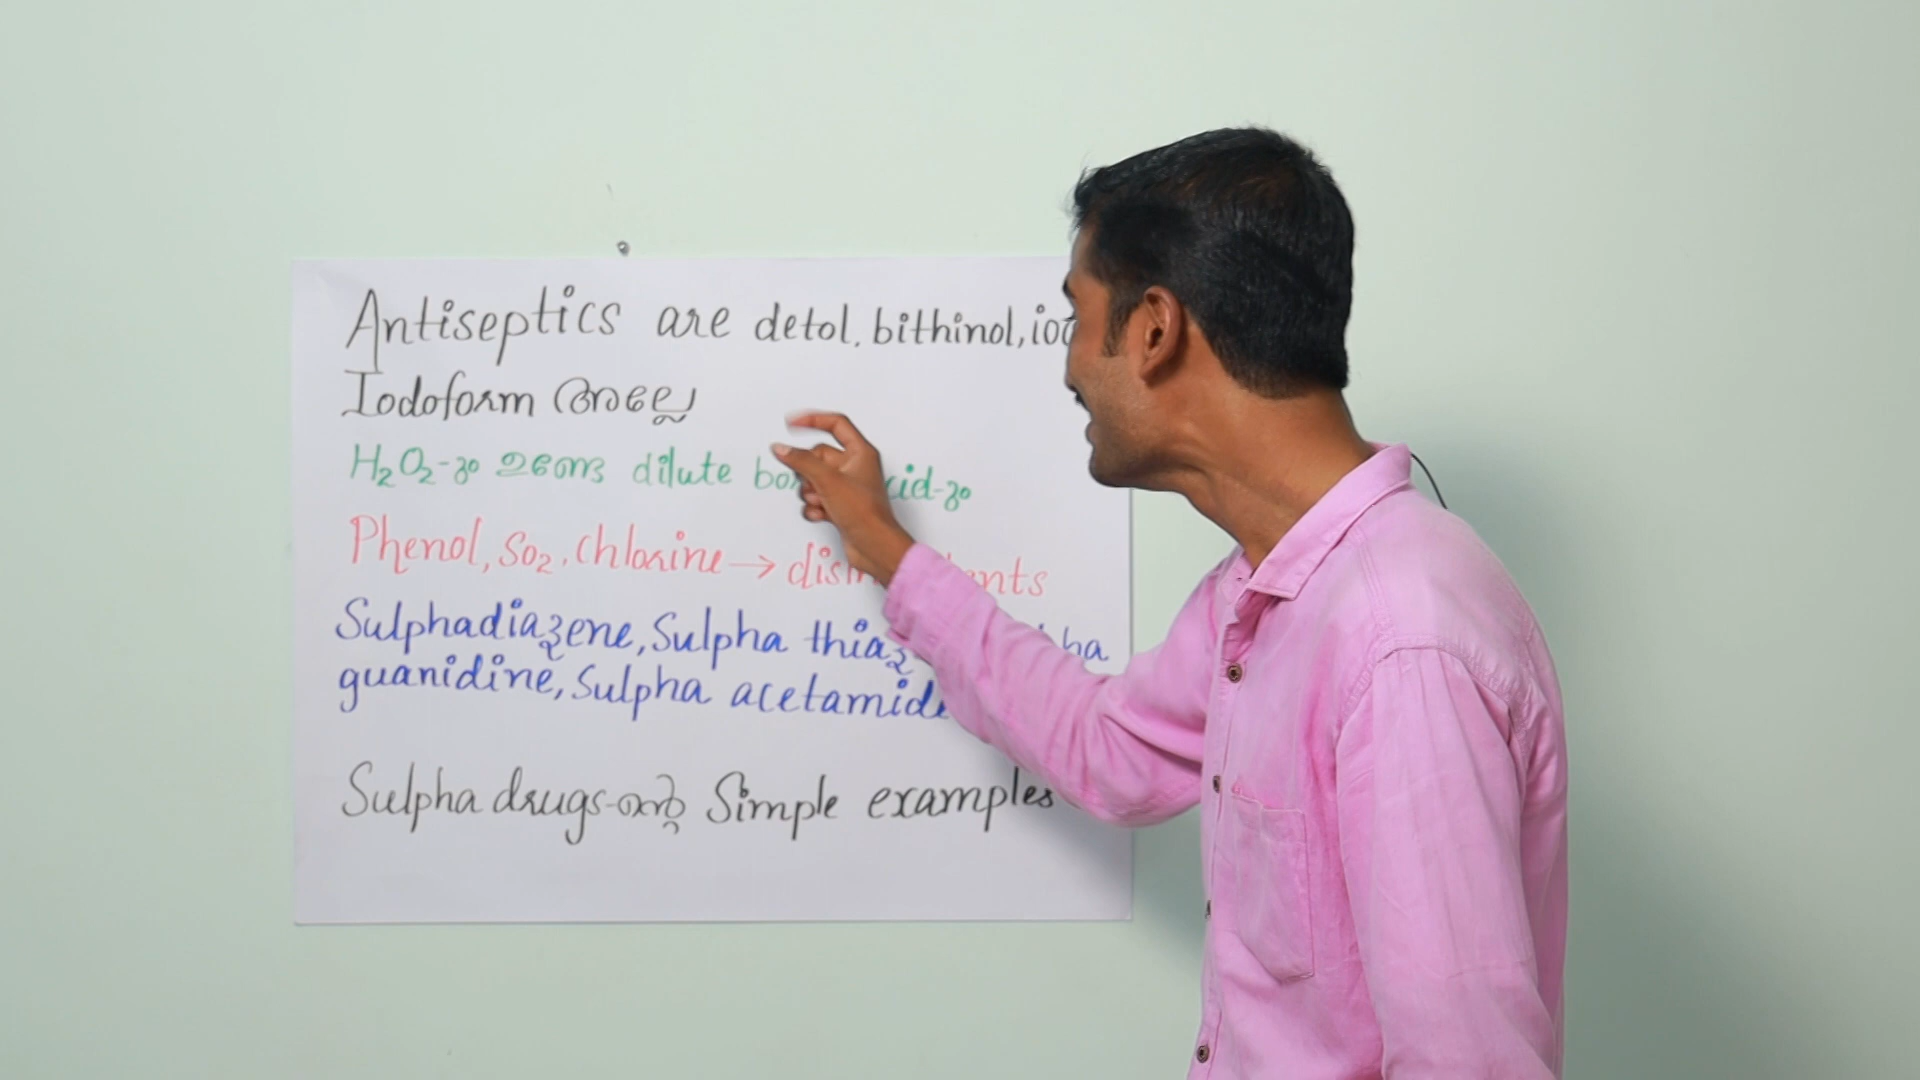 Antiseptics are detol, bithinol,
Iodoform അല്ലെ
H2O2-ഉം ഉണ്ടേ dilute acid-ഉം
Phenol, SO2, chlorine → 
Sulphadiazene, Sulpha
guanidine, Sulpha acetamide
Sulpha drugs-ന്റെ Simple examples